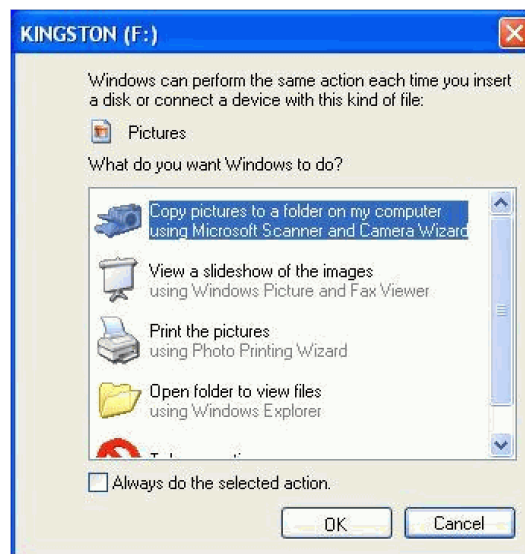 KINGSTON (F:)
Windows can perform the same action each time you insert
a disk or connect a device with this kind of file:
Pictures
What do you want Windows to do?
Copy pictures to a folder on my computer
using Microsoft Scanner and Camera Wizard
View a slideshow of the images
using Windows Picture and Fax Viewer
Print the pictures
using Photo Printing Wizard
Open folder to view files
using Windows Explorer
Always do the selected action.
OK
Cancel